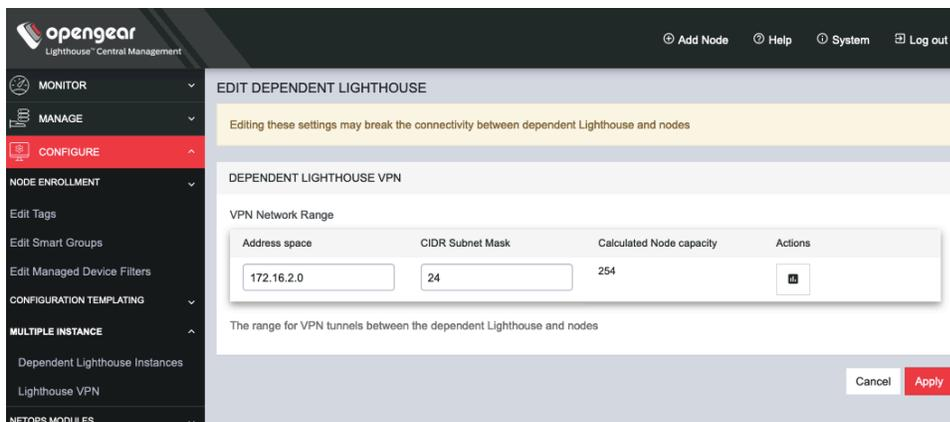 opengear
Lighthouse™ Central Management
Add Node
Help
System
Log out
MONITOR
MANAGE
CONFIGURE
NODE ENROLLMENT
Edit Tags
Edit Smart Groups
Edit Managed Device Filters
CONFIGURATION TEMPLATING
MULTIPLE INSTANCE
Dependent Lighthouse Instances
Lighthouse VPN
NETOPS MODULES
EDIT DEPENDENT LIGHTHOUSE
Editing these settings may break the connectivity between dependent Lighthouse and nodes
DEPENDENT LIGHTHOUSE VPN
VPN Network Range
Address space CIDR Subnet Mask Calculated Node capacity Actions
172.16.2.0 24 254
The range for VPN tunnels between the dependent Lighthouse and nodes
Cancel Apply